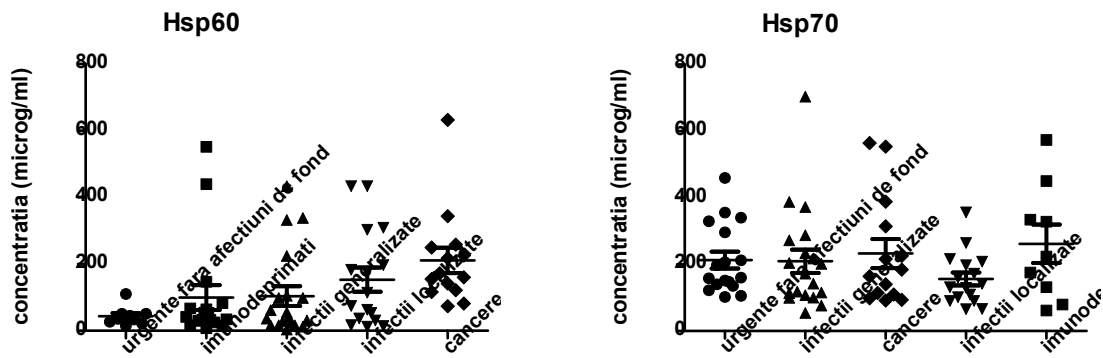 Hsp60
concentratia (microg/ml)
800
600
400
200
0
urgente fara afectiuni de fond
imunodeprimati
infectii generalizate
infectii localizate
cancere
Hsp70
concentratia (microg/ml)
800
600
400
200
0
urgente fara afectiuni de fond
infectii generalizate
cancere
infectii localizate
imunode